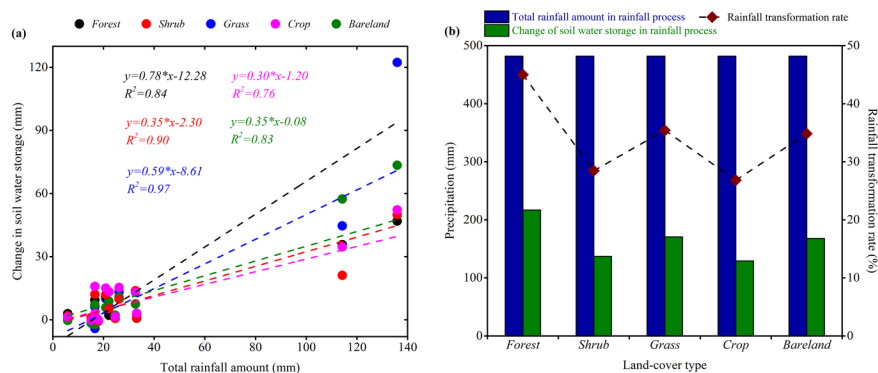 (a)
Forest Shrub Grass Crop Bareland
y=0.78*x-12.28
R²=0.84
y=0.30*x-1.20
R²=0.76
y=0.35*x-2.30
R²=0.90
y=0.35*x-0.08
R²=0.83
y=0.59*x-8.61
R²=0.97
Change in soil water storage (mm)
120
90
60
30
0
0 20 40 60 80 100 120 140
Total rainfall amount (mm)
(b)
Total rainfall amount in rainfall process
Change of soil water storage in rainfall process
Rainfall transformation rate
Precipitation (mm)
500
400
300
200
100
0
50
40
30
20
10
0
Rainfall transformation rate (%)
Forest Shrub Grass Crop Bareland
Land-cover type